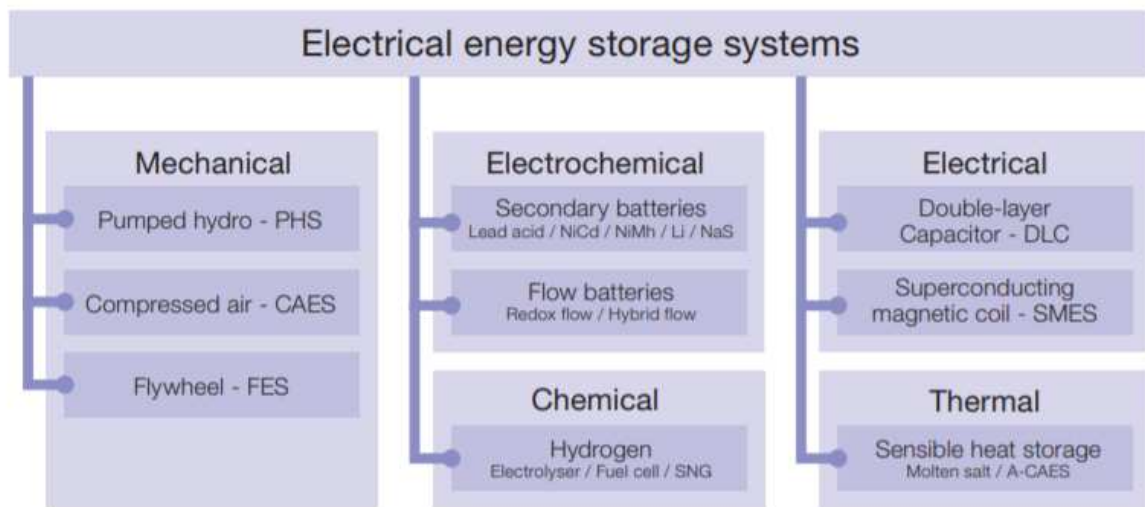 Electrical energy storage systems
Mechanical
Pumped hydro - PHS
Compressed air - CAES
Flywheel - FES
Electrochemical
Secondary batteries
Lead acid / NiCd / NiMh / Li / NaS
Flow batteries
Redox flow / Hybrid flow
Chemical
Hydrogen
Electrolyser / Fuel cell / SNG
Electrical
Double-layer
Capacitor - DLC
Superconducting
magnetic coil - SMES
Thermal
Sensible heat storage
Molten salt / A-CAES